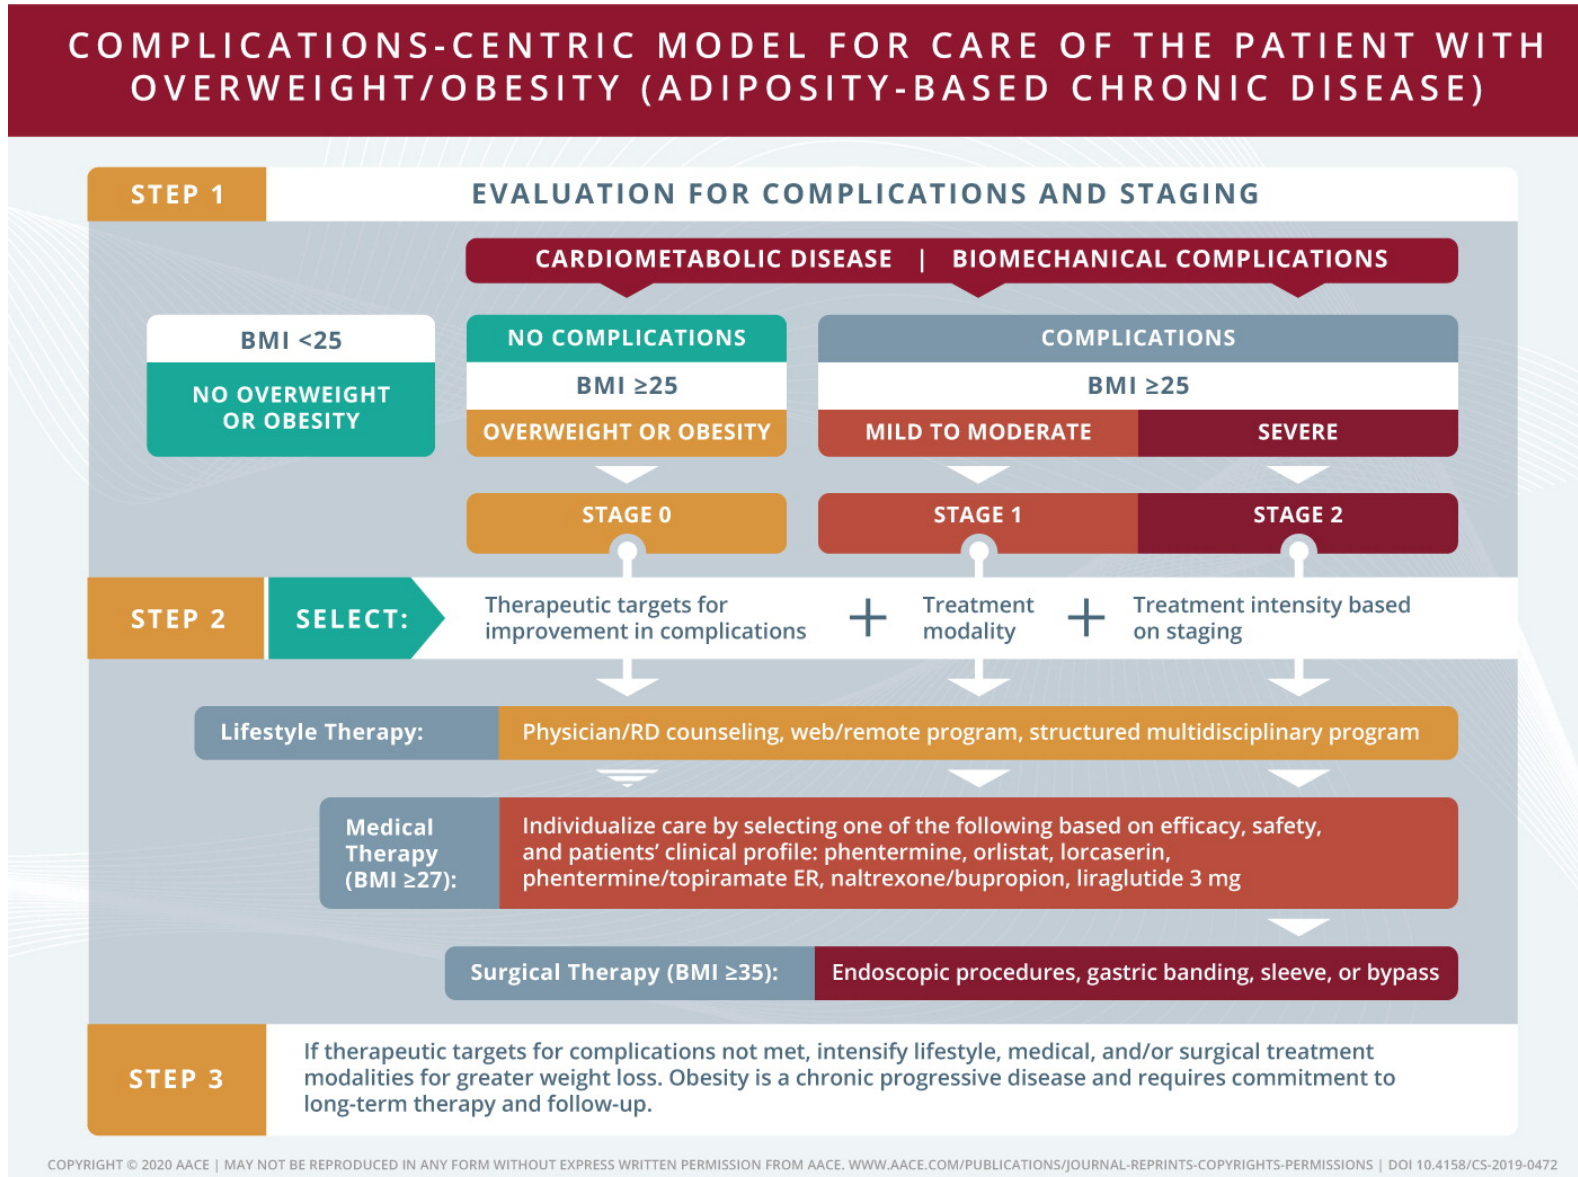 COMPLICATIONS-CENTRIC MODEL FOR CARE OF THE PATIENT WITH
OVERWEIGHT/OBESITY (ADIPOSITY-BASED CHRONIC DISEASE)
STEP 1
EVALUATION FOR COMPLICATIONS AND STAGING
CARDIOMETABOLIC DISEASE | BIOMECHANICAL COMPLICATIONS
BMI <25
NO OVERWEIGHT
OR OBESITY
NO COMPLICATIONS
BMI ≥25
OVERWEIGHT OR OBESITY
COMPLICATIONS
BMI ≥25
MILD TO MODERATE
SEVERE
STAGE 0
STAGE 1
STAGE 2
STEP 2
SELECT:
Therapeutic targets for
improvement in complications
+
Treatment
modality
+
Treatment intensity based
on staging
Lifestyle Therapy:
Physician/RD counseling, web/remote program, structured multidisciplinary program
Medical
Therapy
(BMI ≥27):
Individualize care by selecting one of the following based on efficacy, safety,
and patients’ clinical profile: phentermine, orlistat, lorcaserin,
phentermine/topiramate ER, naltrexone/bupropion, liraglutide 3 mg
Surgical Therapy (BMI ≥35):
Endoscopic procedures, gastric banding, sleeve, or bypass
STEP 3
If therapeutic targets for complications not met, intensify lifestyle, medical, and/or surgical treatment
modalities for greater weight loss. Obesity is a chronic progressive disease and requires commitment to
long-term therapy and follow-up.
COPYRIGHT © 2020 AACE | MAY NOT BE REPRODUCED IN ANY FORM WITHOUT EXPRESS WRITTEN PERMISSION FROM AACE. WWW.AACE.COM/PUBLICATIONS/JOURNAL-REPRINTS-COPYRIGHTS-PERMISSIONS | DOI 10.4158/CS-2019-0472